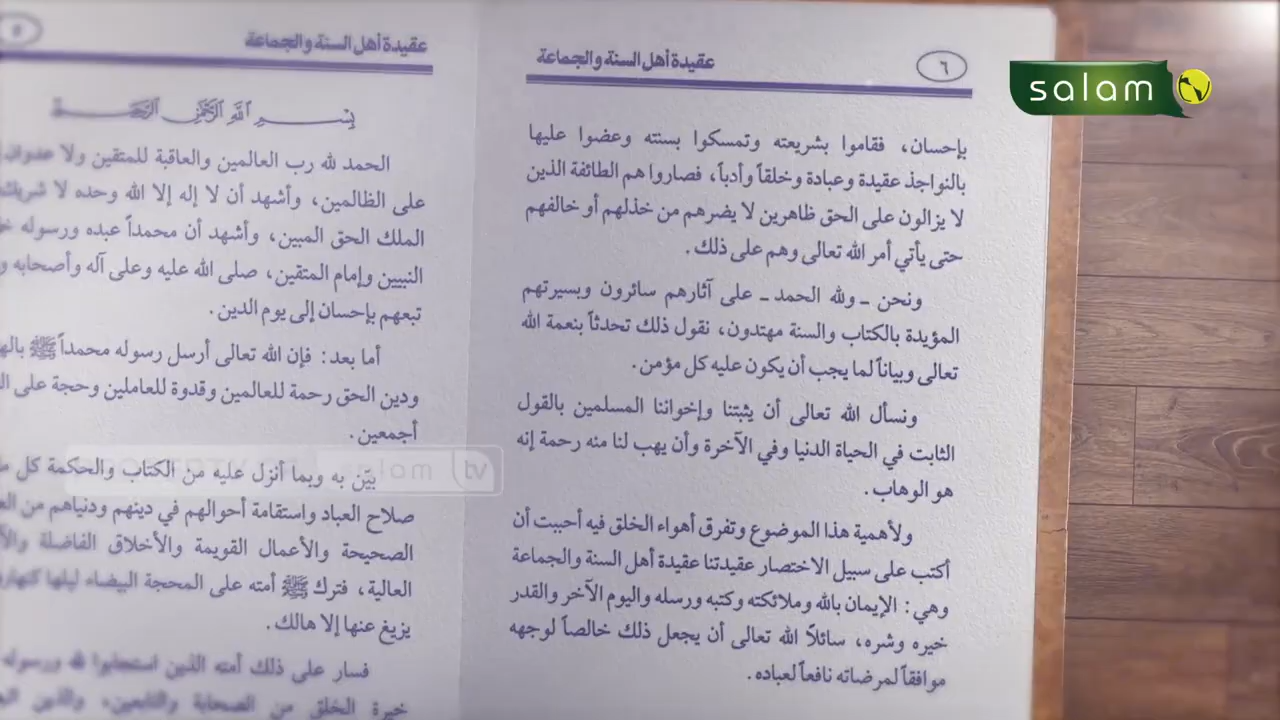 عقيدة أهل السنة والجماعة ٥
بسم الله الرحمن الرحيم
الحمد لله رب العالمين والعاقبة للمتقين ولا عدوان
على الظالمين، وأشهد أن لا إله إلا الله وحده لا شريك
الملك الحق المبين، وأشهد أن محمداً عبده ورسوله
النبيين وإمام المتقين، صلى الله عليه وعلى آله وأصحابه
تبعهم بإحسان إلى يوم الدين.
أما بعد: فإن الله تعالى أرسل رسوله محمداً ﷺ
ودين الحق رحمة للعالمين وقدوة للعاملين وحجة على
أجمعين.
بيّن به وبما أنزل عليه من الكتاب والحكمة كل
صلاح العباد واستقامة أحوالهم في دينهم ودنياهم من
الصحيحة والأعمال القويمة والأخلاق الفاضلة
العالية، فترك ﷺ أمته على المحجة البيضاء ليلها كنهارها
يزيغ عنها إلا هالك.
فسار على ذلك أمته الذين استجابوا لله ورسوله
خيرة الخلق من الصحابة والتابعين، والذين
عقيدة أهل السنة والجماعة ٦
بإحسان، فقاموا بشريعته وتمسكوا بسنته وعضوا عليها
بالنواجذ عقيدة وعبادة وخلقاً وأدباً، فصاروا هم الطائفة الذين
لا يزالون على الحق ظاهرين لا يضرهم من خذلهم أو خالفهم
حتى يأتي أمر الله تعالى وهم على ذلك.
ونحن ـ ولله الحمد ـ على آثارهم سائرون وبسيرتهم
المؤيدة بالكتاب والسنة مهتدون، نقول ذلك تحدثاً بنعمة الله
تعالى وبياناً لما يجب أن يكون عليه كل مؤمن.
ونسأل الله تعالى أن يثبتنا وإخواننا المسلمين بالقول
الثابت في الحياة الدنيا وفي الآخرة وأن يهب لنا منه رحمة إنه
هو الوهاب.
ولأهمية هذا الموضوع وتفرق أهواء الخلق فيه أحببت أن
أكتب على سبيل الاختصار عقيدتنا عقيدة أهل السنة والجماعة
وهي: الإيمان بالله وملائكته وكتبه ورسله واليوم الآخر والقدر
خيره وشره، سائلاً الله تعالى أن يجعل ذلك خالصاً لوجهه
موافقاً لمرضاته نافعاً لعباده.
salam
salam tv